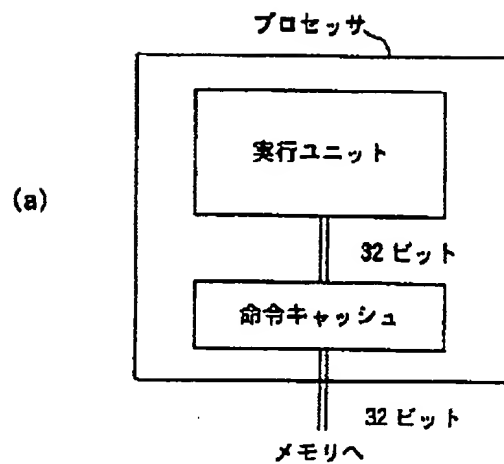 プロセッサ
実行ユニット
(a)
32 ビット
命令キャッシュ
32 ビット
メモリへ